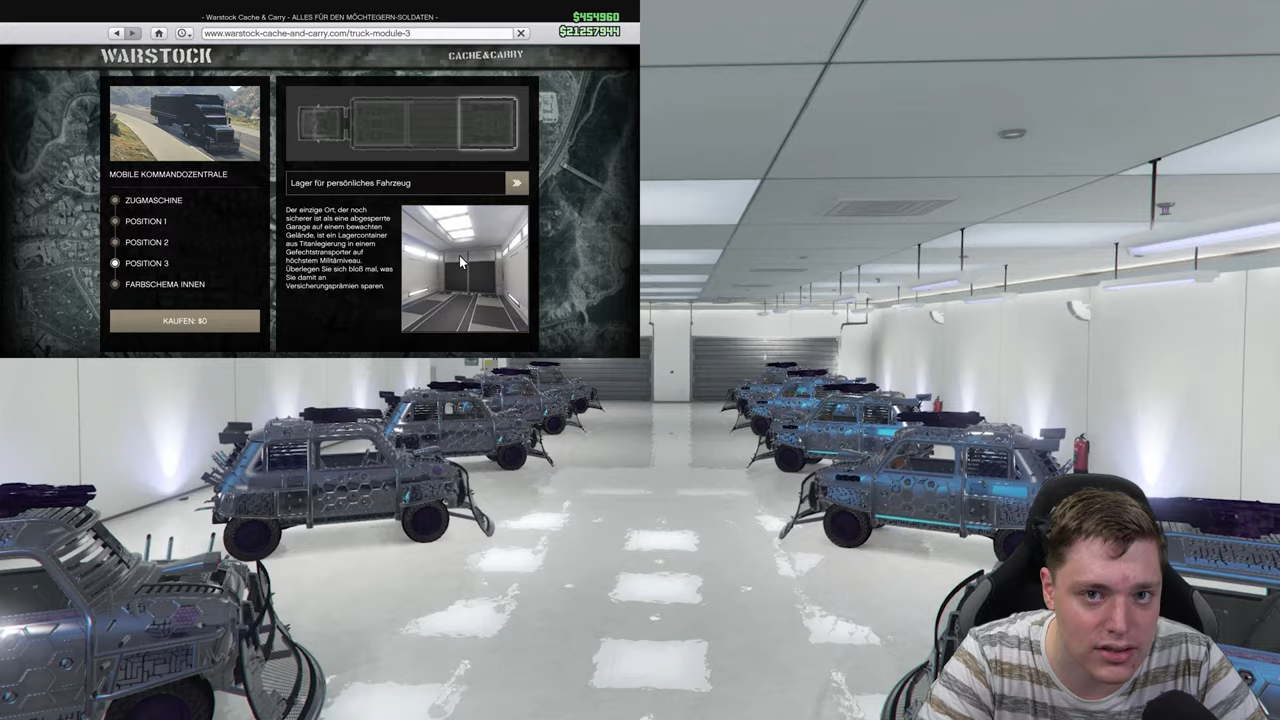 - Warstock Cache & Carry - ALLES FÜR DEN MÖCHTEGERN-SOLDATEN -
$454960
$21257944
www.warstock-cache-and-carry.com/truck-module-3
WARSTOCK
CACHE & CARRY
MOBILE KOMMANDOZENTRALE
ZUGMASCHINE
POSITION 1
POSITION 2
POSITION 3
FARBSCHEMA INNEN
KAUFEN: $0
Lager für persönliches Fahrzeug
Der einzige Ort, der noch
sicherer ist als eine abgesperrte
Garage auf einem bewachten
Gelände, ist ein Lagercontainer
aus Titanlegierung in einem
Gefechtstransporter auf
höchstem Militärniveau.
Überlegen Sie sich bloß mal, was
Sie damit an
Versicherungsprämien sparen.